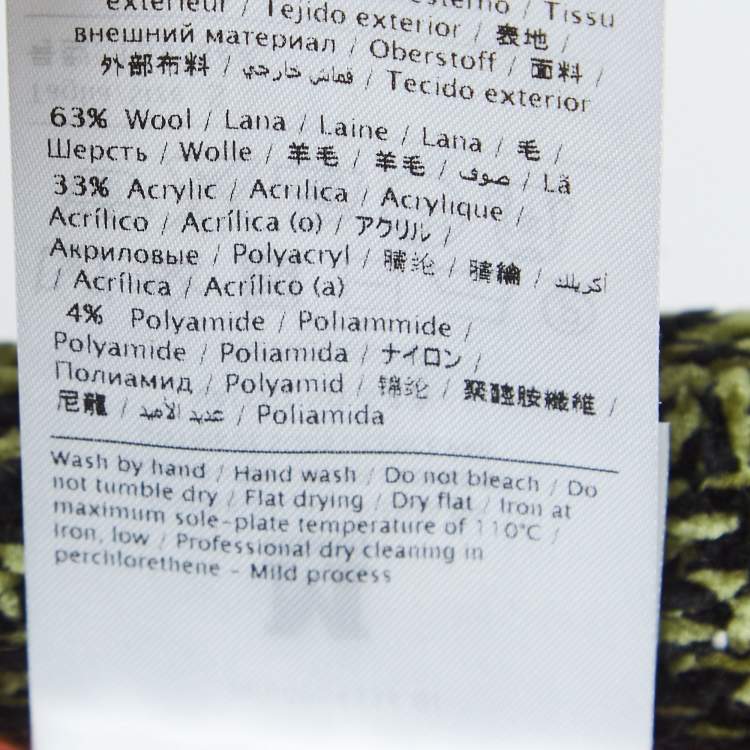 extérieur / Tejido exterior / 表地 / Tissu
внешний материал / Oberstoff / 面料 /
外部布料 / قماش خارجي / Tecido exterior
63% Wool / Lana / Laine / Lana / 毛 /
Шерсть / Wolle / 羊毛 / 羊毛 / صوف / Lã
33% Acrylic / Acrilica / Acrylique /
Acrílico / Acrílica (o) / アクリル /
Акриловые / Polyacryl / 腈纶 / 腈綸 / أكريلك
/ Acrílica / Acrílico (a)
4% Polyamide / Poliammide /
Polyamide / Poliamida / ナイロン /
Полиамид / Polyamid / 锦纶 / 聚醯胺纖維 /
尼龍 / عديد الأميد / Poliamida
Wash by hand / Hand wash / Do not bleach / Do
not tumble dry / Flat drying / Dry flat / Iron at
maximum sole-plate temperature of 110°C /
Iron, low / Professional dry cleaning in
perchlorethene - Mild process